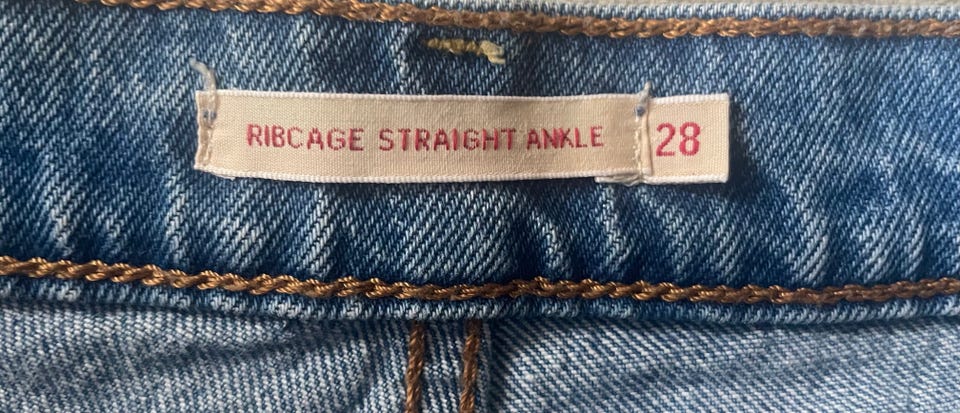 RIBCAGE STRAIGHT ANKLE 28